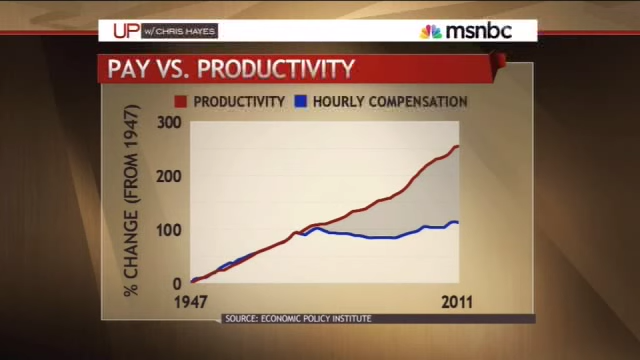 UP W/ CHRIS HAYES
msnbc
PAY VS. PRODUCTIVITY
PRODUCTIVITY HOURLY COMPENSATION
% CHANGE (FROM 1947)
300
200
100
0
1947 2011
SOURCE: ECONOMIC POLICY INSTITUTE